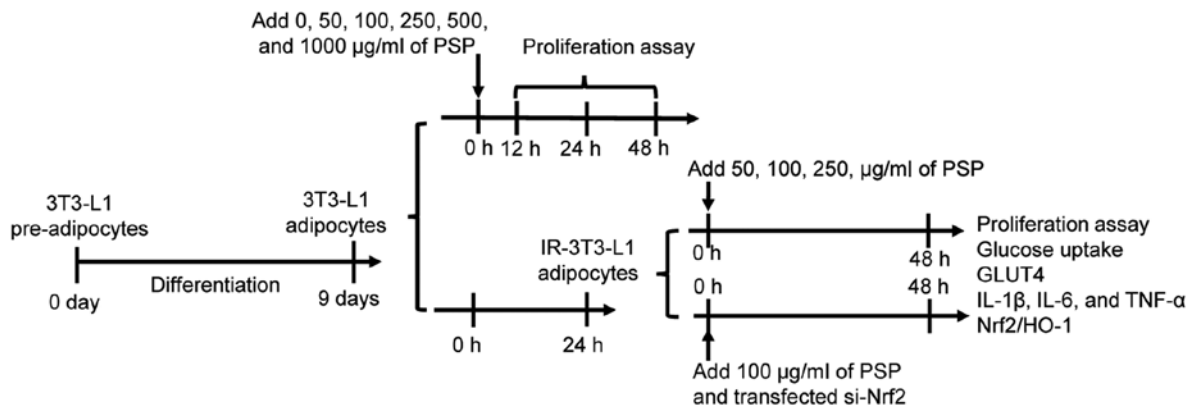 Add 0, 50, 100, 250, 500,
and 1000 µg/ml of PSP
Proliferation assay
0 h
12 h
24 h
48 h
3T3-L1
pre-adipocytes
3T3-L1
adipocytes
Differentiation
0 day
9 days
IR-3T3-L1
adipocytes
0 h
24 h
Add 50, 100, 250, µg/ml of PSP
0 h
48 h
0 h
48 h
Add 100 µg/ml of PSP
and transfected si-Nrf2
Proliferation assay
Glucose uptake
GLUT4
IL-1β, IL-6, and TNF-α
Nrf2/HO-1